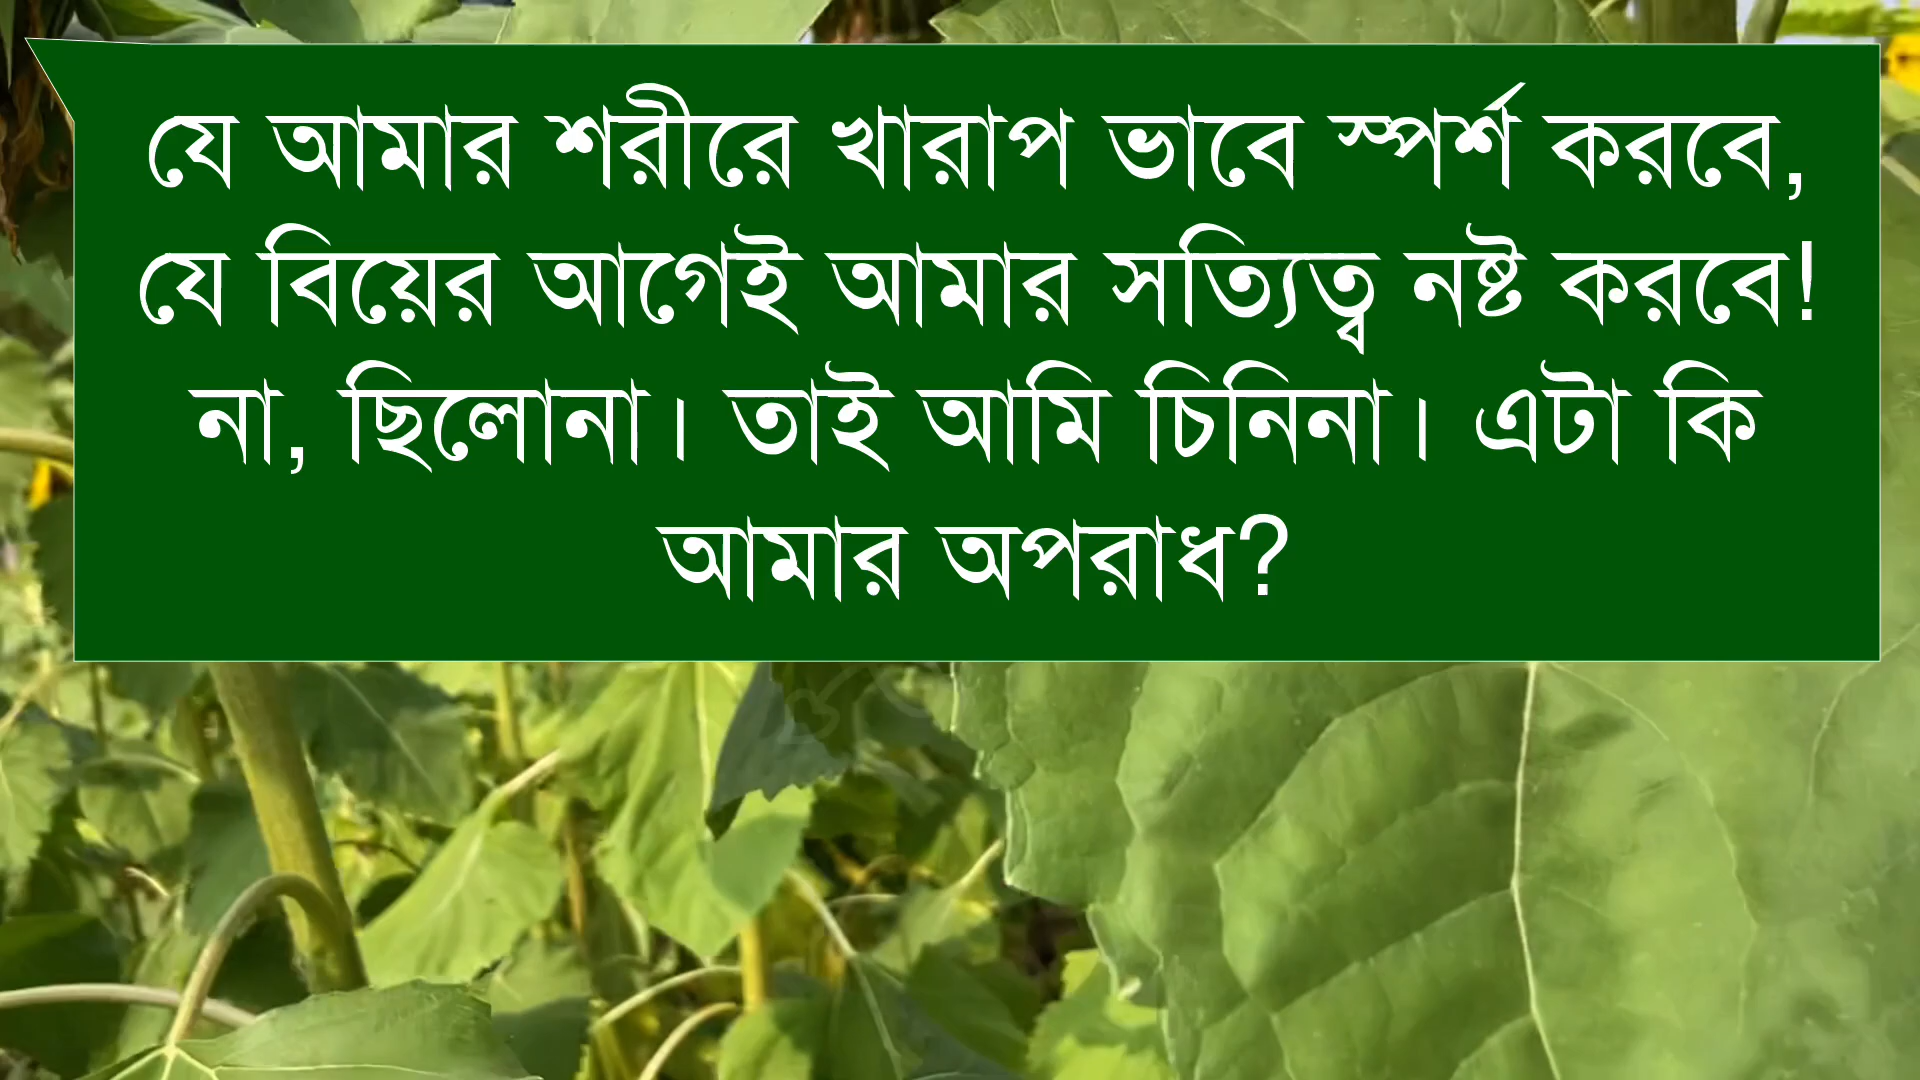 যে আমার শরীরে খারাপ ভাবে স্পর্শ করবে,
যে বিয়ের আগেই আমার সত্যিত্ব নষ্ট করবে!
না, ছিলোনা। তাই আমি চিনিনা। এটা কি
আমার অপরাধ?